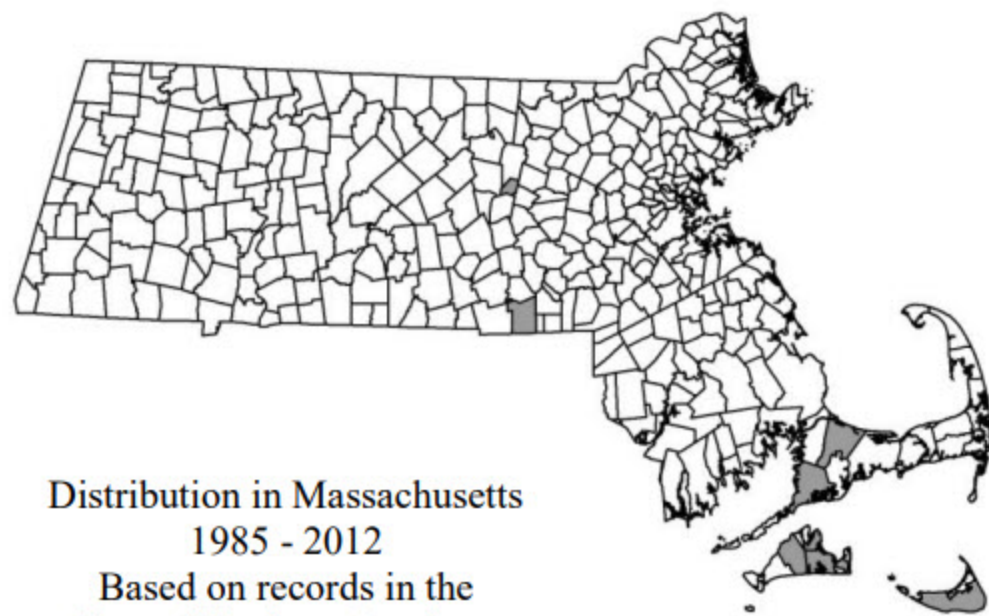 Distribution in Massachusetts
1985 - 2012
Based on records in the